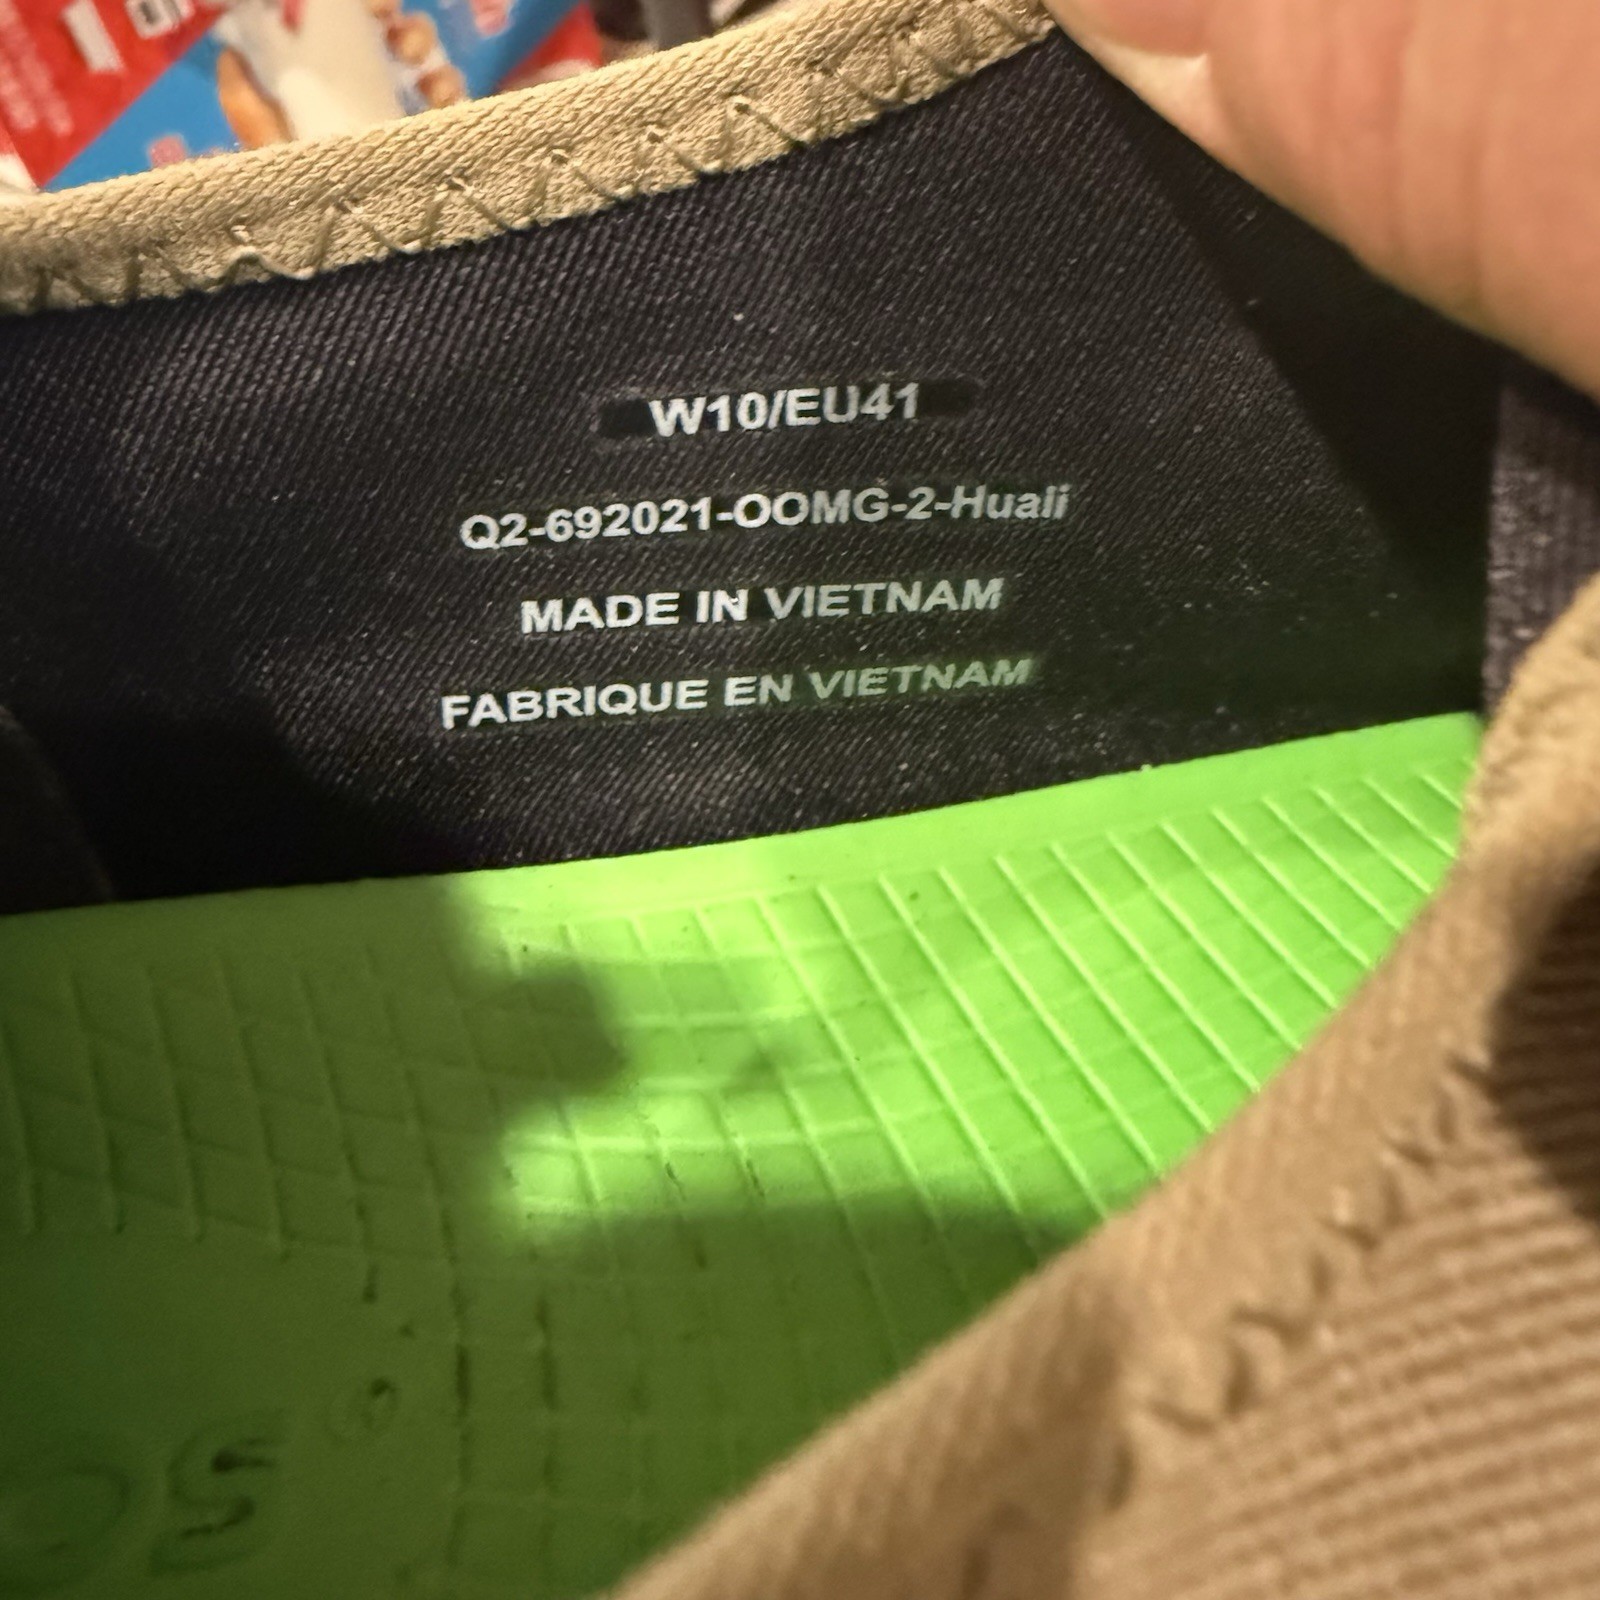 W10/EU41
Q2-692021-OOMG-2-Huali
MADE IN VIETNAM
FABRIQUE EN VIETNAM